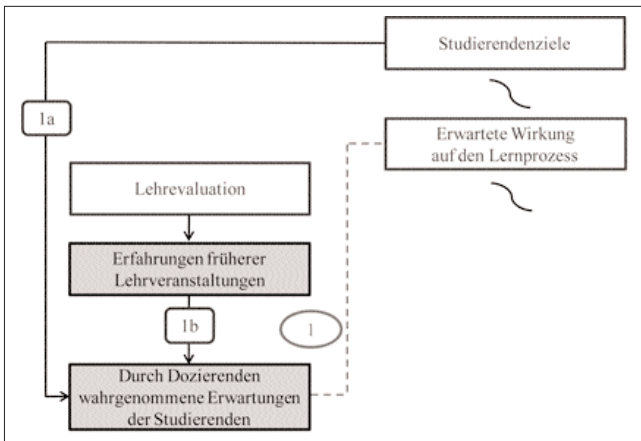 Studierendenziele
1a
Erwartete Wirkung
auf den Lernprozess
Lehrevaluation
Erfahrungen früherer
Lehrveranstaltungen
1b
1
Durch Dozierenden
wahrgenommene Erwartungen
der Studierenden